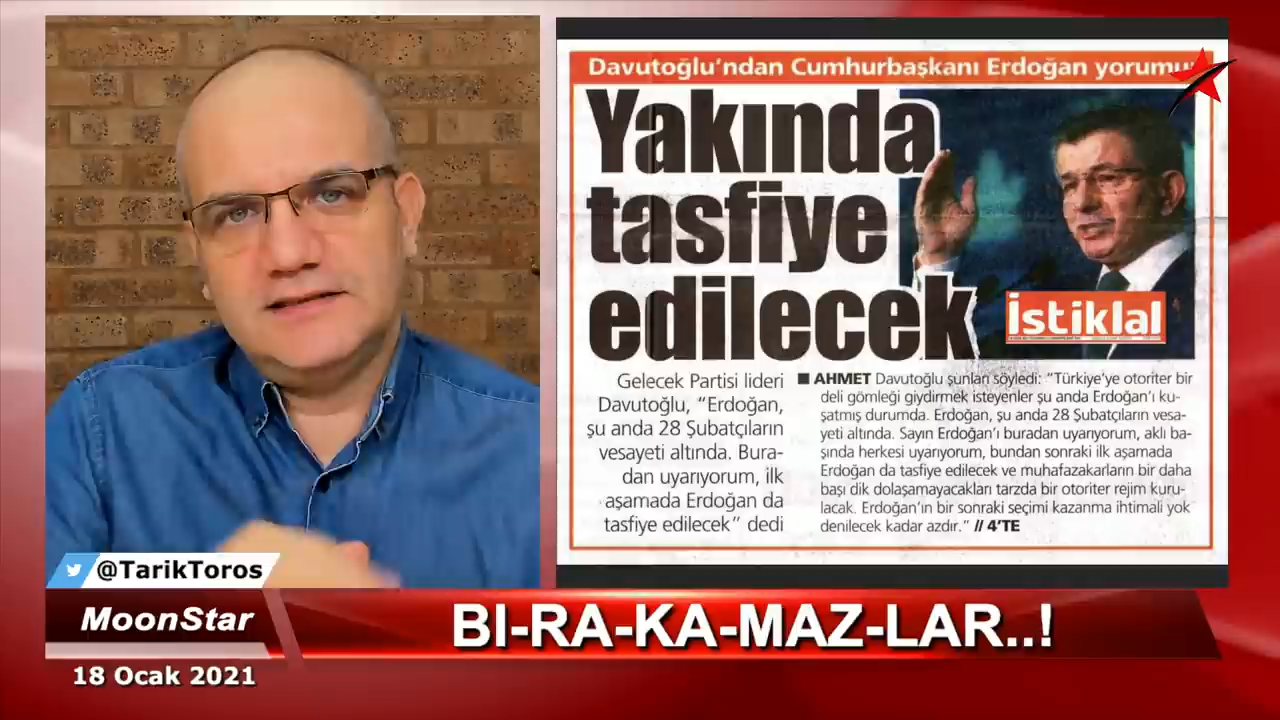 Davutoğlu'ndan Cumhurbaşkanı Erdoğan yorumu
Yakında
tasfiye
edilecek
İstiklal
Gelecek Partisi lideri
Davutoğlu, “Erdoğan,
şu anda 28 Şubatçıların
vesayeti altında. Bura-
dan uyarıyorum, ilk
aşamada Erdoğan da
tasfiye edilecek” dedi
■ AHMET Davutoğlu şunları söyledi: “Türkiye'ye otoriter bir
deli gömleği giydirmek isteyenler şu anda Erdoğan'ı ku-
şatmış durumda. Erdoğan, şu anda 28 Şubatçıların vesa-
yeti altında. Sayın Erdoğan'ı buradan uyarıyorum, aklı ba-
şında herkesi uyarıyorum, bundan sonraki ilk aşamada
Erdoğan da tasfiye edilecek ve muhafazakarların bir daha
başı dik dolaşamayacakları tarzda bir otoriter rejim kuru-
lacak. Erdoğan'ın bir sonraki seçimi kazanma ihtimali yok
denilecek kadar azdır.” // 4'TE
@TarikToros
MoonStar
BI-RA-KA-MAZ-LAR..!
18 Ocak 2021